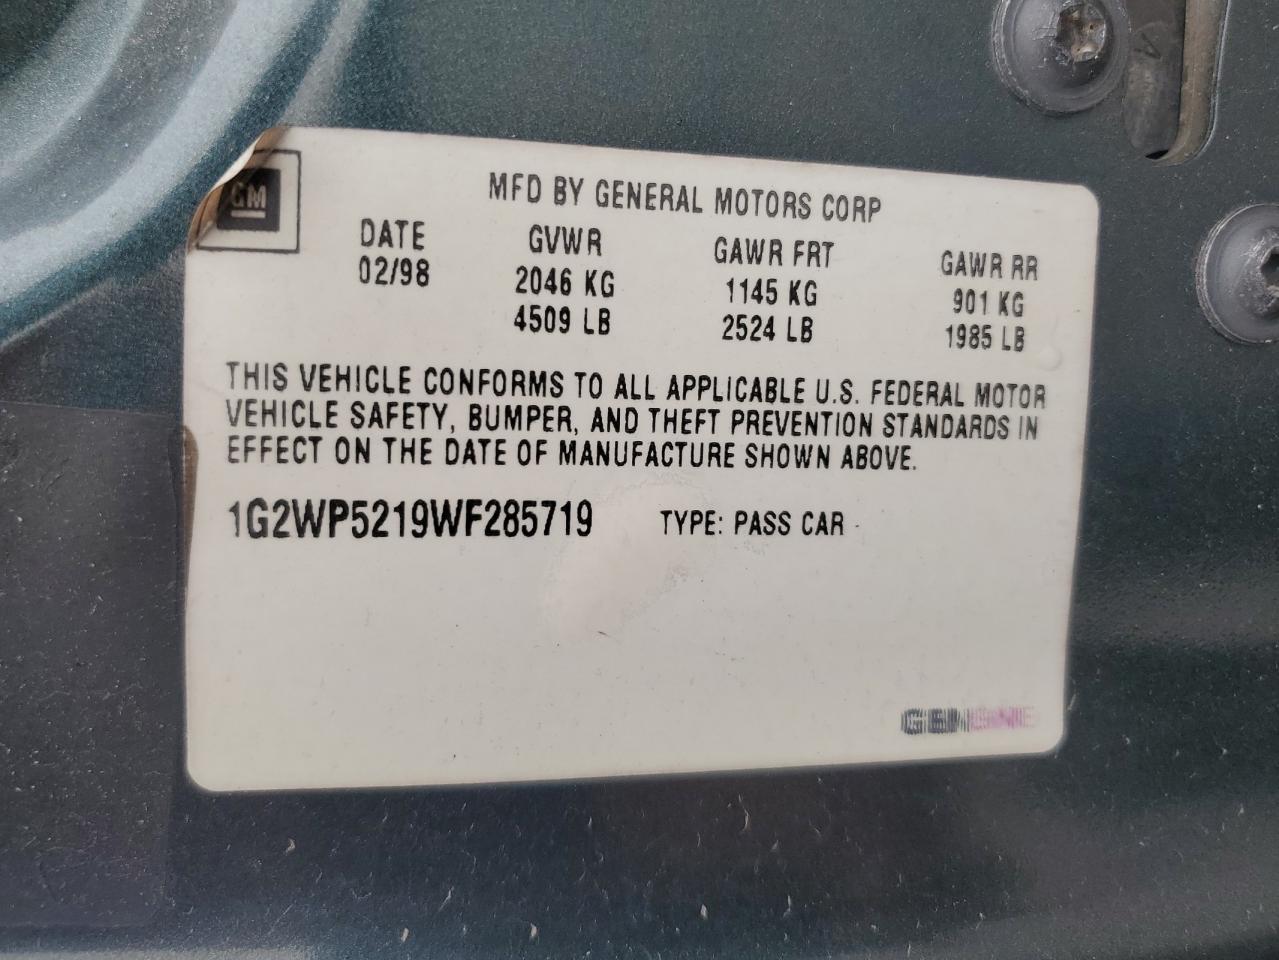 GM
MFD BY GENERAL MOTORS CORP
DATE GVWR GAWR FRT GAWR RR
02/98 2046 KG 1145 KG 901 KG
4509 LB 2524 LB 1985 LB
THIS VEHICLE CONFORMS TO ALL APPLICABLE U.S. FEDERAL MOTOR
VEHICLE SAFETY, BUMPER, AND THEFT PREVENTION STANDARDS IN
EFFECT ON THE DATE OF MANUFACTURE SHOWN ABOVE.
1G2WP5219WF285719 TYPE: PASS CAR